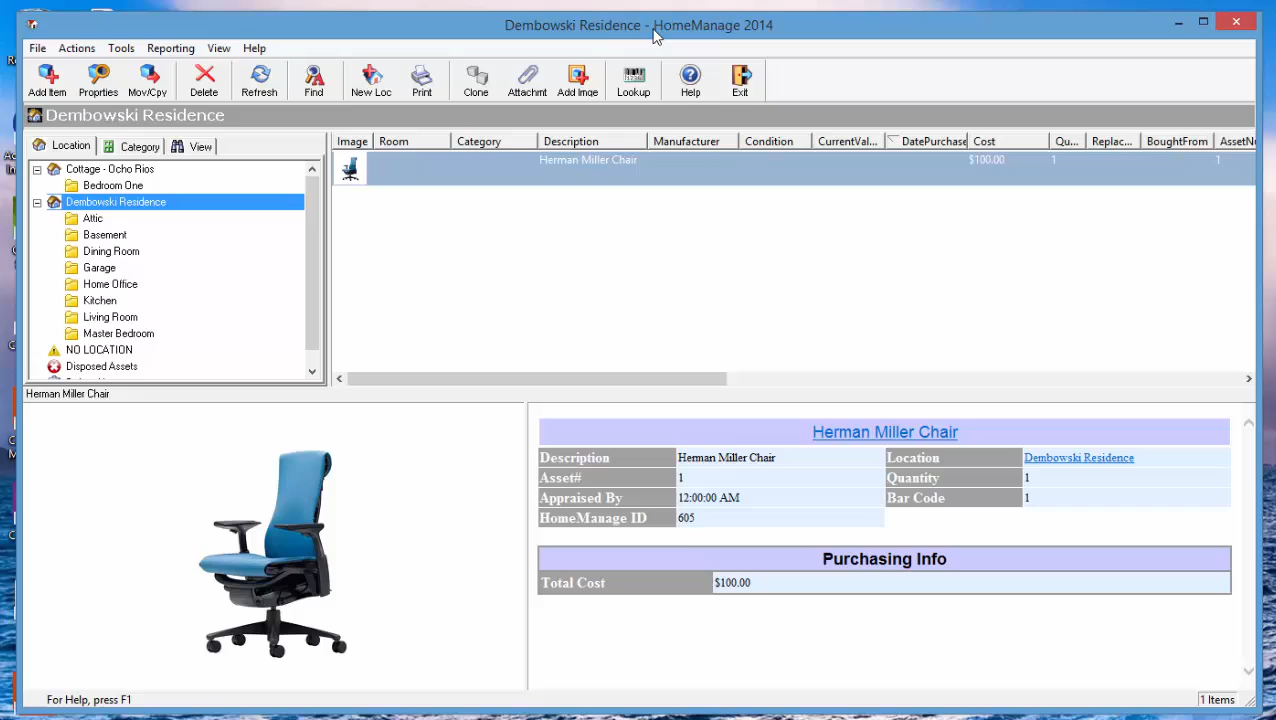 Dembowski Residence - HomeManage 2014
File Actions Tools Reporting View Help
Add Item Proprties Mov/Cpy Delete Refresh Find New Loc Print Clone Attachmt Add Imge Lookup Help Exit
Dembowski Residence
Location Category View
Image Room Category Description Manufacturer Condition CurrentVal... DatePurchase Cost Qu... Replac... BoughtFrom AssetN
Herman Miller Chair $100.00 1 1
Cottage - Ocho Rios
Bedroom One
Dembowski Residence
Attic
Basement
Dining Room
Garage
Home Office
Kitchen
Living Room
Master Bedroom
NO LOCATION
Disposed Assets
Herman Miller Chair
Herman Miller Chair
Description Herman Miller Chair Location Dembowski Residence
Asset# 1 Quantity 1
Appraised By 12:00:00 AM Bar Code 1
HomeManage ID 605
Purchasing Info
Total Cost $100.00
For Help, press F1
1 Items